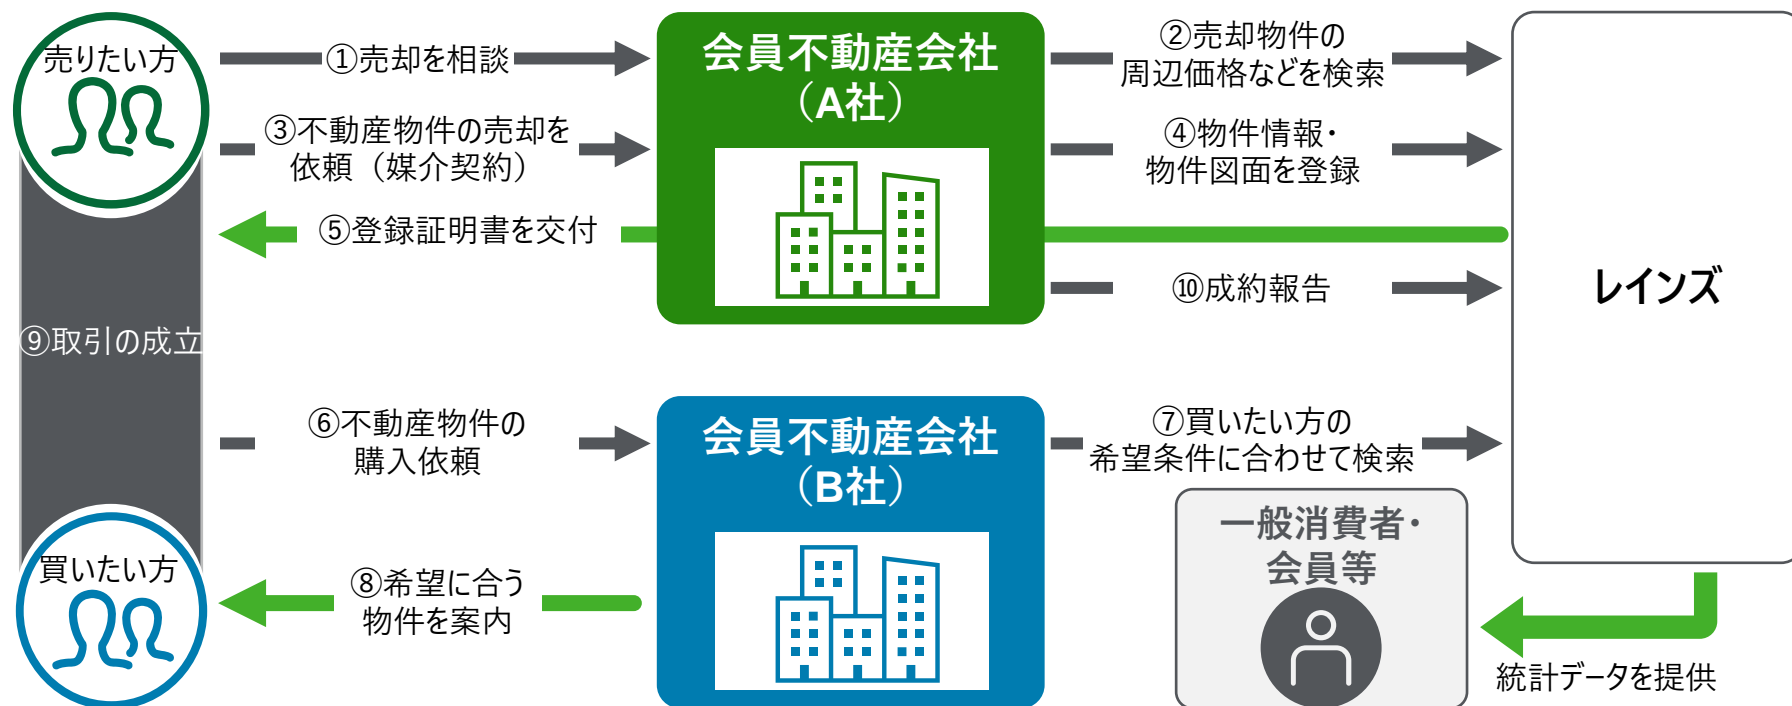 売りたい方
①売却を相談
会員不動産会社
（A社）
②売却物件の
周辺価格などを検索
③不動産物件の売却を
依頼（媒介契約）
④物件情報・
物件図面を登録
⑤登録証明書を交付
⑩成約報告
レインズ
⑨取引の成立
⑥不動産物件の
購入依頼
会員不動産会社
（B社）
⑦買いたい方の
希望条件に合わせて検索
買いたい方
⑧希望に合う
物件を案内
一般消費者・
会員等
統計データを提供